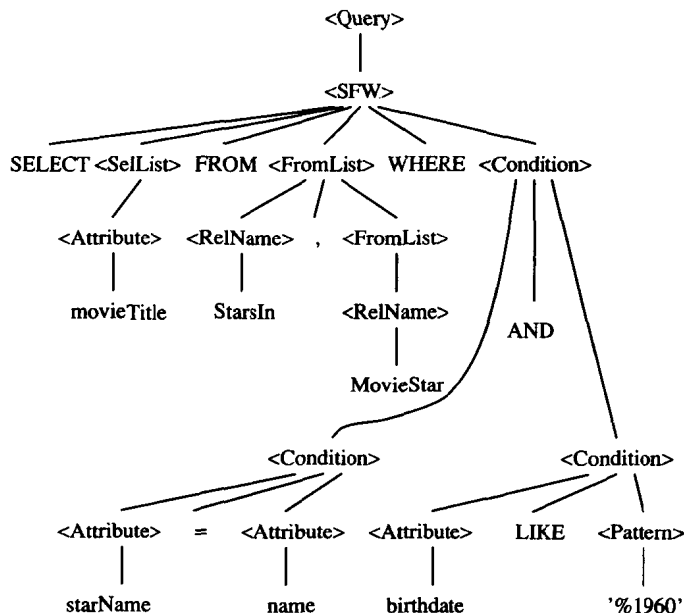 <Query>
<SFW>
SELECT <SelList> FROM <FromList> WHERE <Condition>
<Attribute> <RelName> , <FromList>
movieTitle StarsIn <RelName>
AND
MovieStar
<Condition> <Condition>
<Attribute> = <Attribute> <Attribute> LIKE <Pattern>
starName name birthdate '%1960'